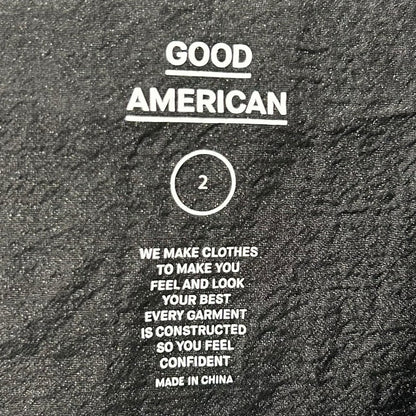 GOOD
AMERICAN
2
WE MAKE CLOTHES
TO MAKE YOU
FEEL AND LOOK
YOUR BEST
EVERY GARMENT
IS CONSTRUCTED
SO YOU FEEL
CONFIDENT
MADE IN CHINA